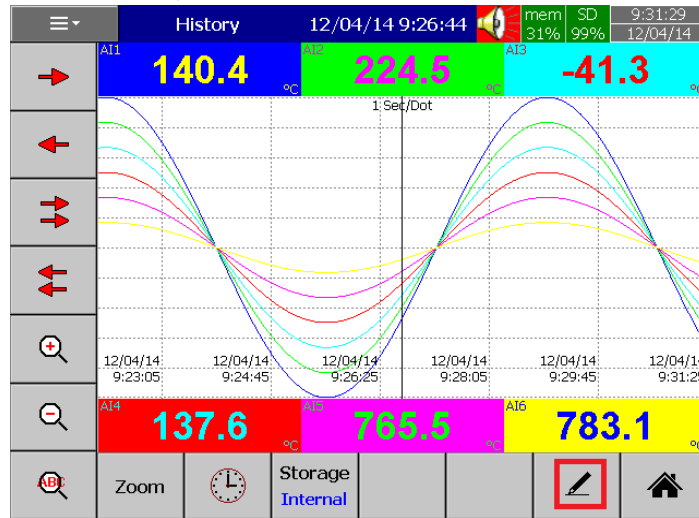 History 12/04/14 9:26:44 mem 31% SD 99% 9:31:29 12/04/14
AI1 140.4 °C
AI2 224.5 °C
AI3 -41.3
1 Sec/Dot
12/04/14 12/04/14 12/04/14 12/04/14 12/04/14
9:23:05 9:24:45 9:26:25 9:28:05 9:29:45
AI4 137.6 °C
AI5 765.5 °C
AI6 783.1
ABC Zoom Storage Internal